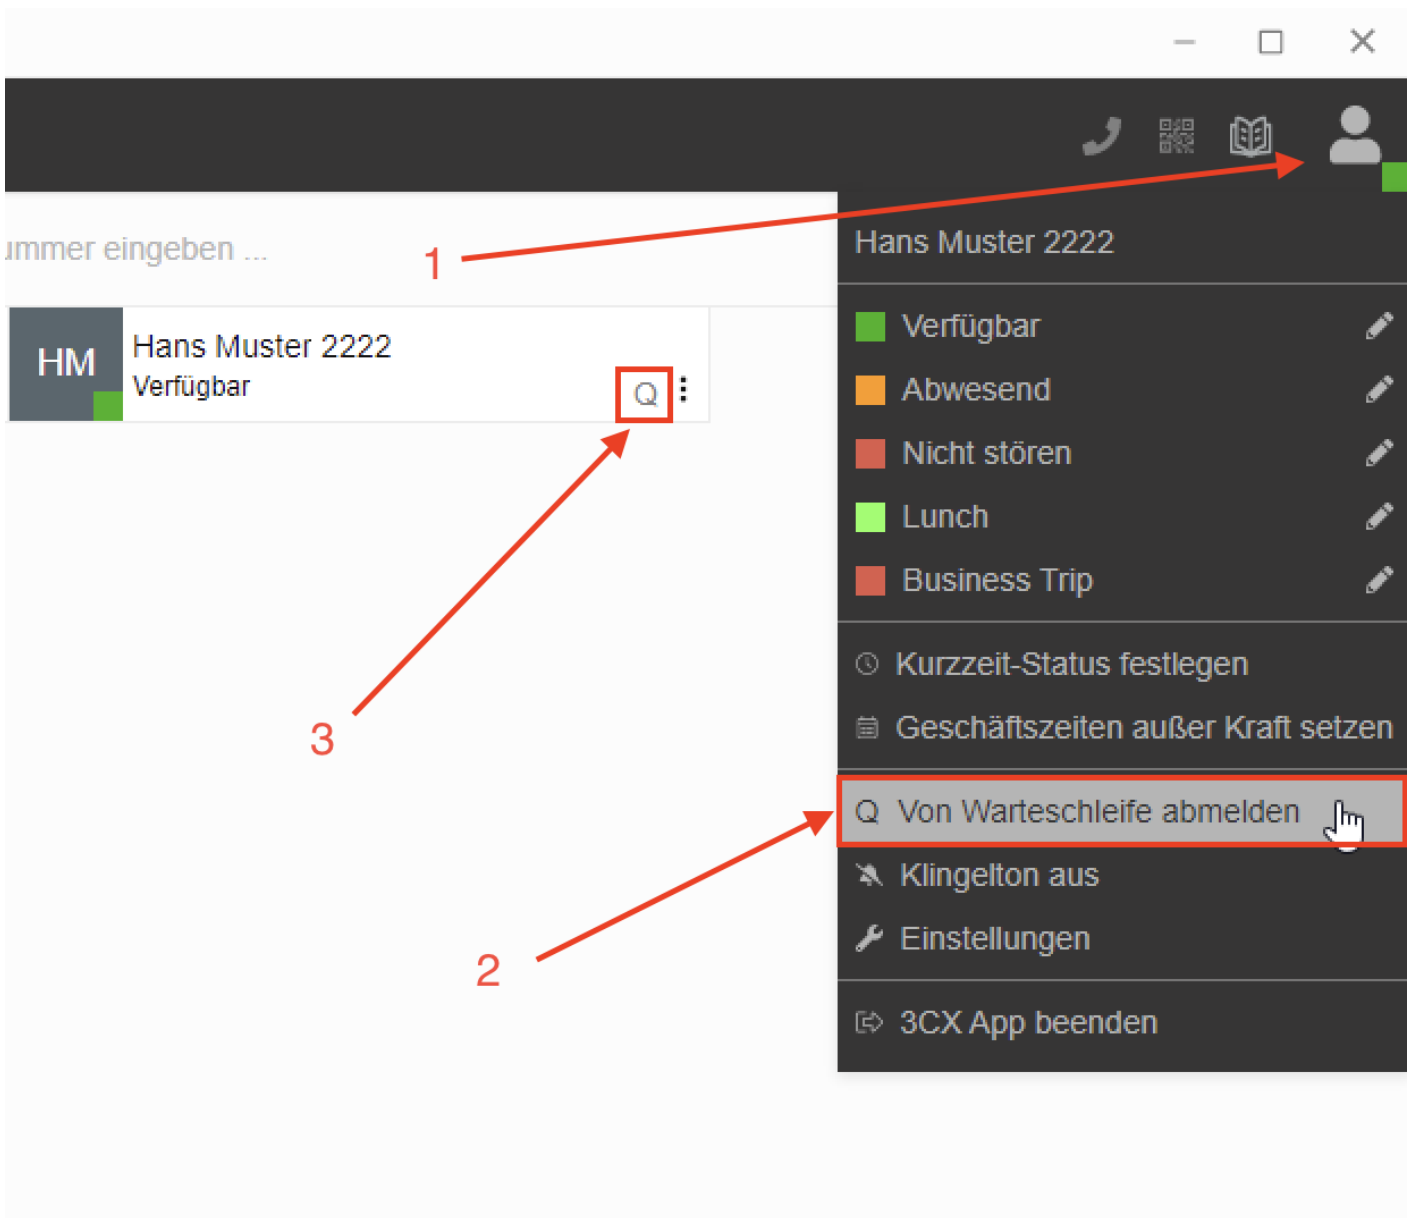 ummer eingeben ...
1
HM
Hans Muster 2222
Verfügbar
Q
3
2
Hans Muster 2222
Verfügbar
Abwesend
Nicht stören
Lunch
Business Trip
Kurzzeit-Status festlegen
Geschäftszeiten außer Kraft setzen
Q Von Warteschleife abmelden
Klingelton aus
Einstellungen
3CX App beenden